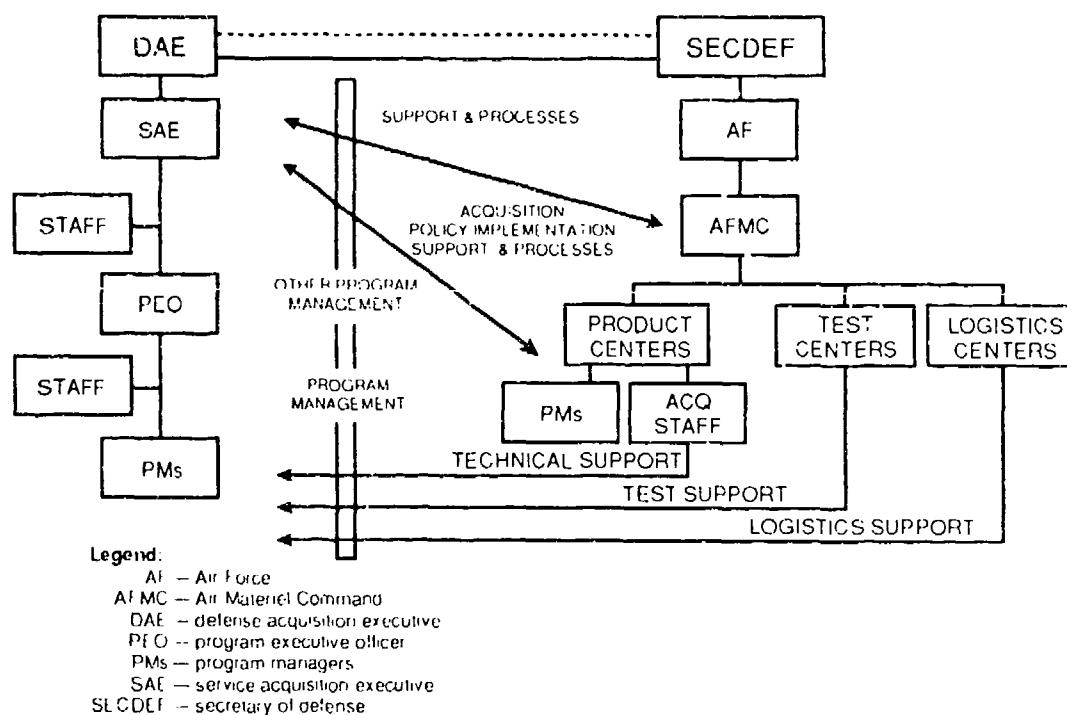 DAE
SECDEF
SAE
SUPPORT & PROCESSES
AF
STAFF
ACQUISITION
POLICY IMPLEMENTATION
SUPPORT & PROCESSES
AFMC
PEO
OTHER PROGRAM
MANAGEMENT
PRODUCT
CENTERS
TEST
CENTERS
LOGISTICS
CENTERS
STAFF
PROGRAM
MANAGEMENT
PMs
ACQ
STAFF
PMs
TECHNICAL SUPPORT
TEST SUPPORT
LOGISTICS SUPPORT
Legend:
AF — Air Force
AFMC — Air Materiel Command
DAE — defense acquisition executive
PEO — program executive officer
PMs — program managers
SAE — service acquisition executive
SECDEF — secretary of defense